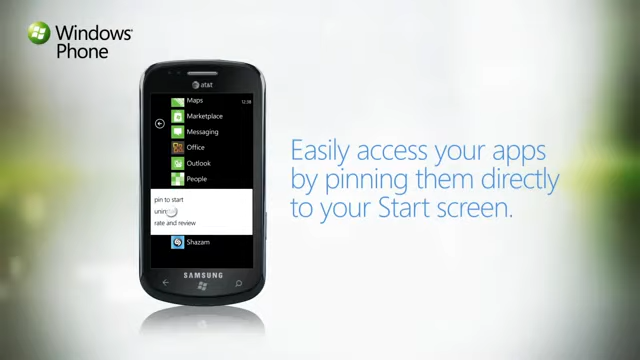 Windows®
Phone
at&t
Maps
12:38
Marketplace
Messaging
Office
Outlook
People
pin to start
rate and review
Shazam
SAMSUNG
Easily access your apps
by pinning them directly
to your Start screen.